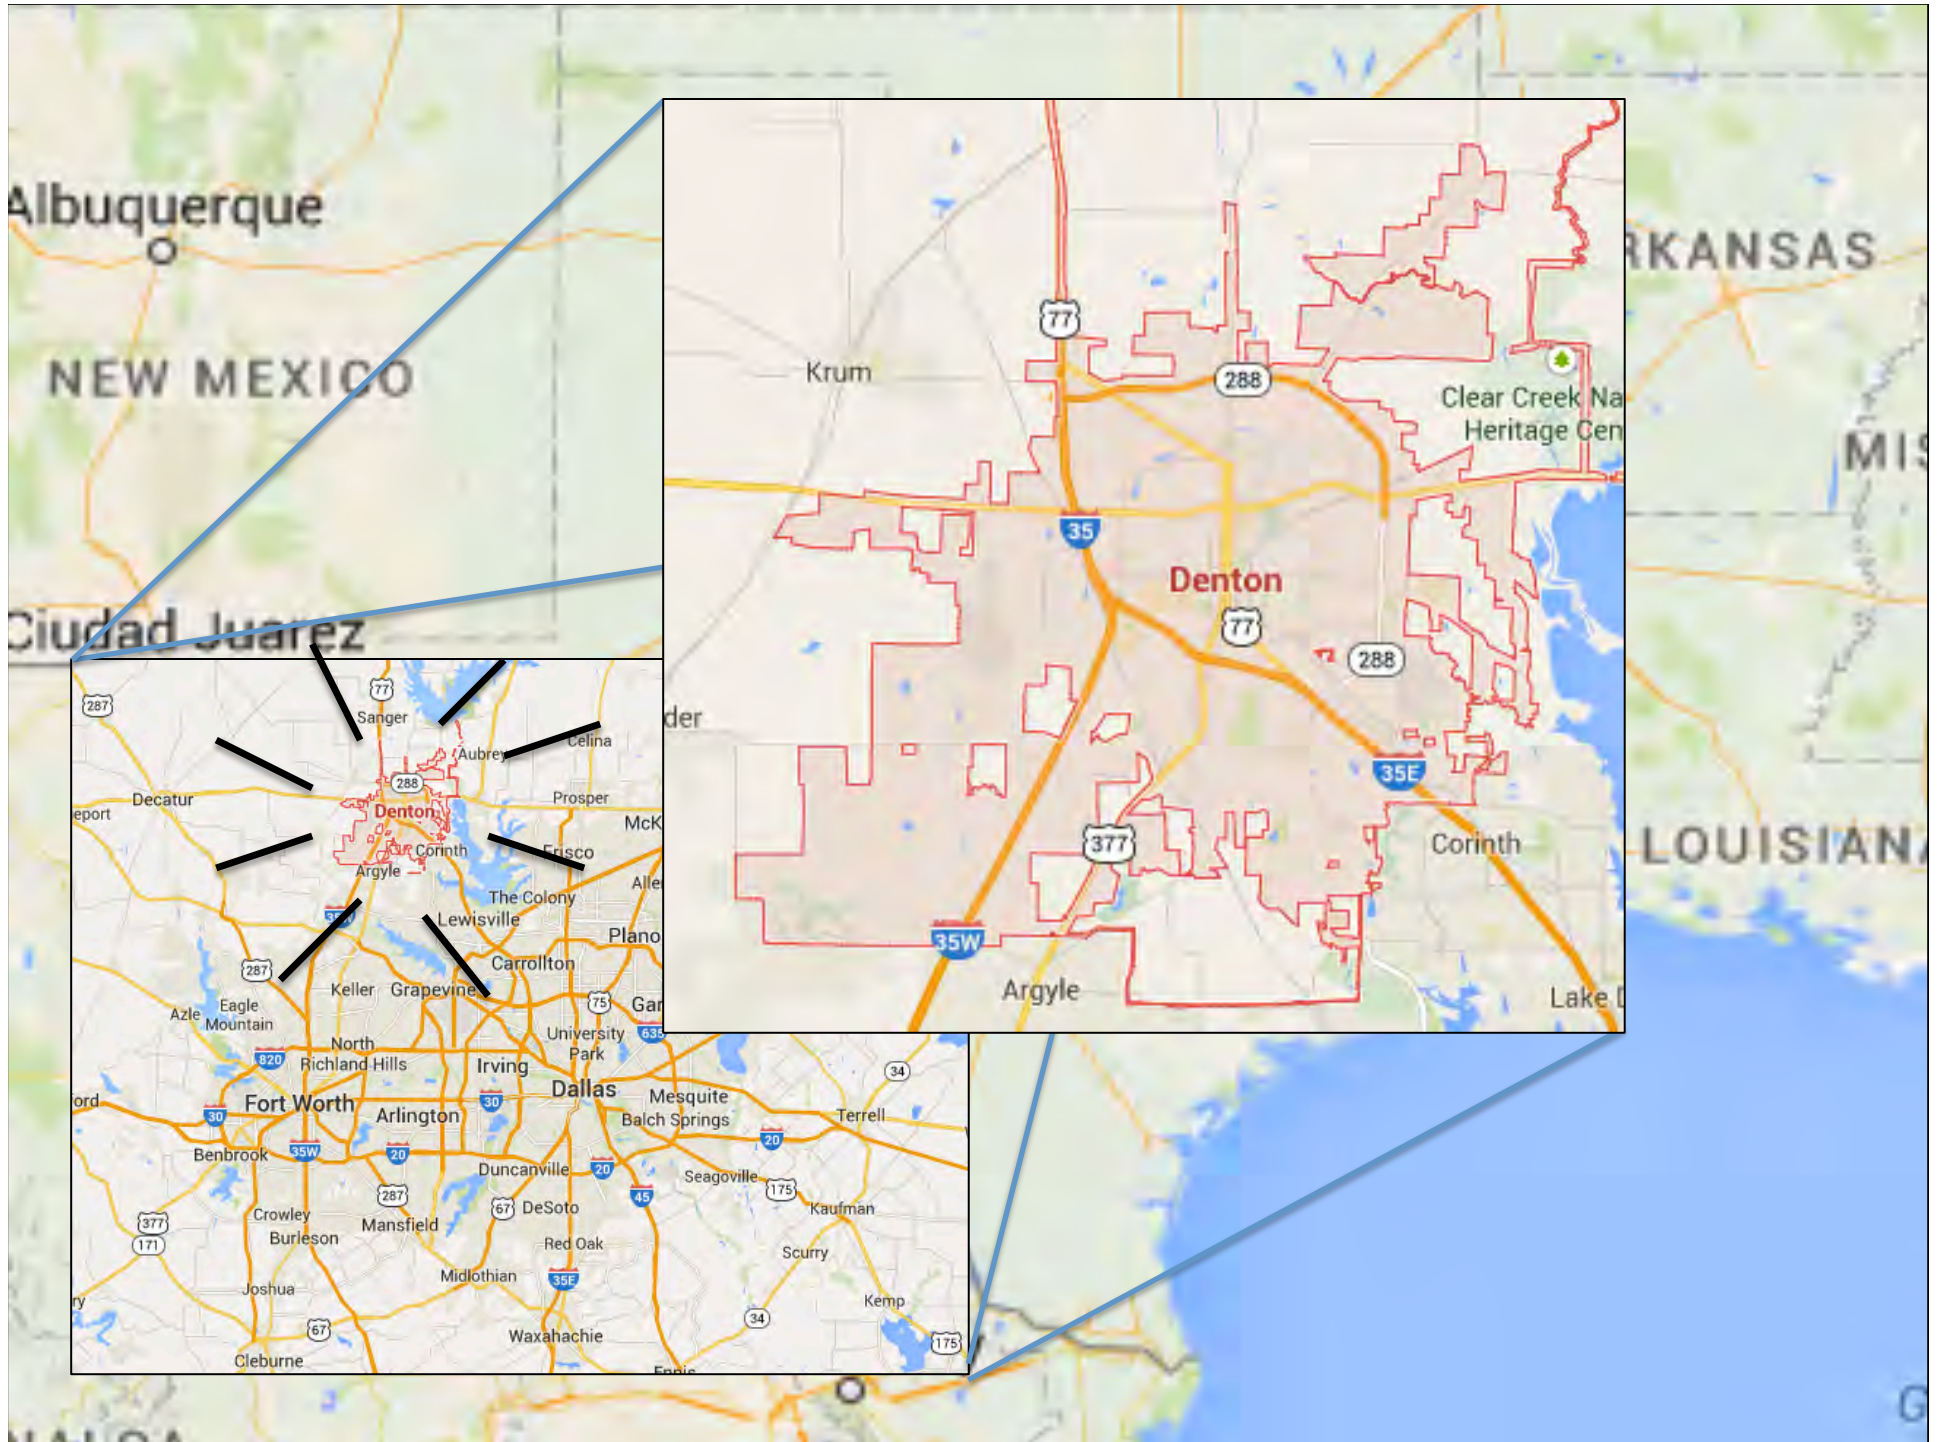 Albuquerque
NEW MEXICO
Ciudad Juarez
RKANSAS
MIS
LOUISIANA
G
77
288
Krum
Clear Creek Na
Heritage Cen
35
Denton
77
288
der
35E
377
Corinth
35W
Argyle
Lake D
77
287
Sanger
Aubrey
Celina
288
Decatur
Prosper
eport
Denton
McK
Corinth
Frisco
Argyle
Alle
The Colony
Lewisville
Plano
287
Carrollton
Keller
Grapevine
75
Gar
Eagle
Mountain
Azle
University
Park
635
North
Richland Hills
820
Irving
34
Dallas
ord
Fort Worth
30
Mesquite
30
Arlington
Balch Springs
Terrell
20
Benbrook
35W
20
Duncanville
20
Seagoville
175
45
287
67
DeSoto
Kaufman
Crowley
Mansfield
377
Burleson
171
Red Oak
Scurry
Midlothian
35E
Joshua
Kemp
ry
67
34
Waxahachie
175
Cleburne
Ennis